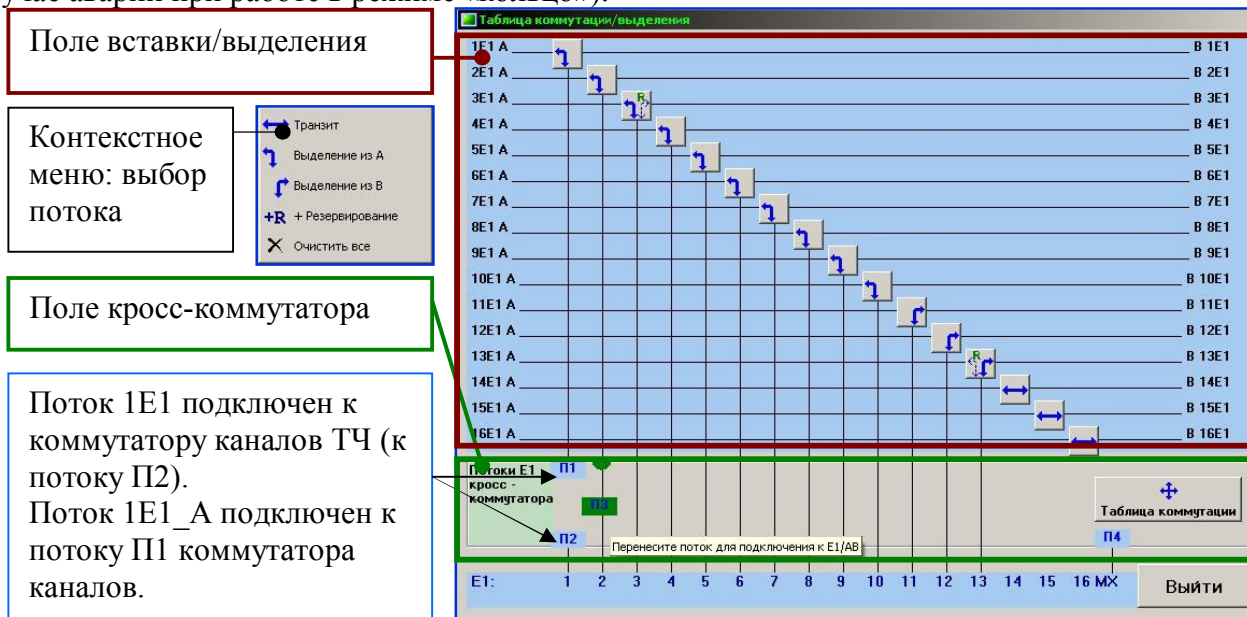 учае аварии при работе в режиме «кольцо»).
Поле вставки/выделения
Контекстное
меню: выбор
потока
Транзит
Выделение из А
Выделение из В
+R + Резервирование
Очистить все
Поле кросс-коммутатора
Поток 1Е1 подключен к
коммутатору каналов ТЧ (к
потоку П2).
Поток 1Е1_А подключен к
потоку П1 коммутатора
каналов.
Таблица коммутации/выделения
1E1 A B 1E1
2E1 A B 2E1
3E1 A R B 3E1
4E1 A B 4E1
5E1 A B 5E1
6E1 A B 6E1
7E1 A B 7E1
8E1 A B 8E1
9E1 A B 9E1
10E1 A B 10E1
11E1 A B 11E1
12E1 A B 12E1
13E1 A R B 13E1
14E1 A B 14E1
15E1 A B 15E1
16E1 A B 16E1
Потоки E1
кросс -
коммутатора
П1
П3
П2
Перенесите поток для подключения к E1/AB
Таблица коммутации
П4
E1: 1 2 3 4 5 6 7 8 9 10 11 12 13 14 15 16 MX
Выйти